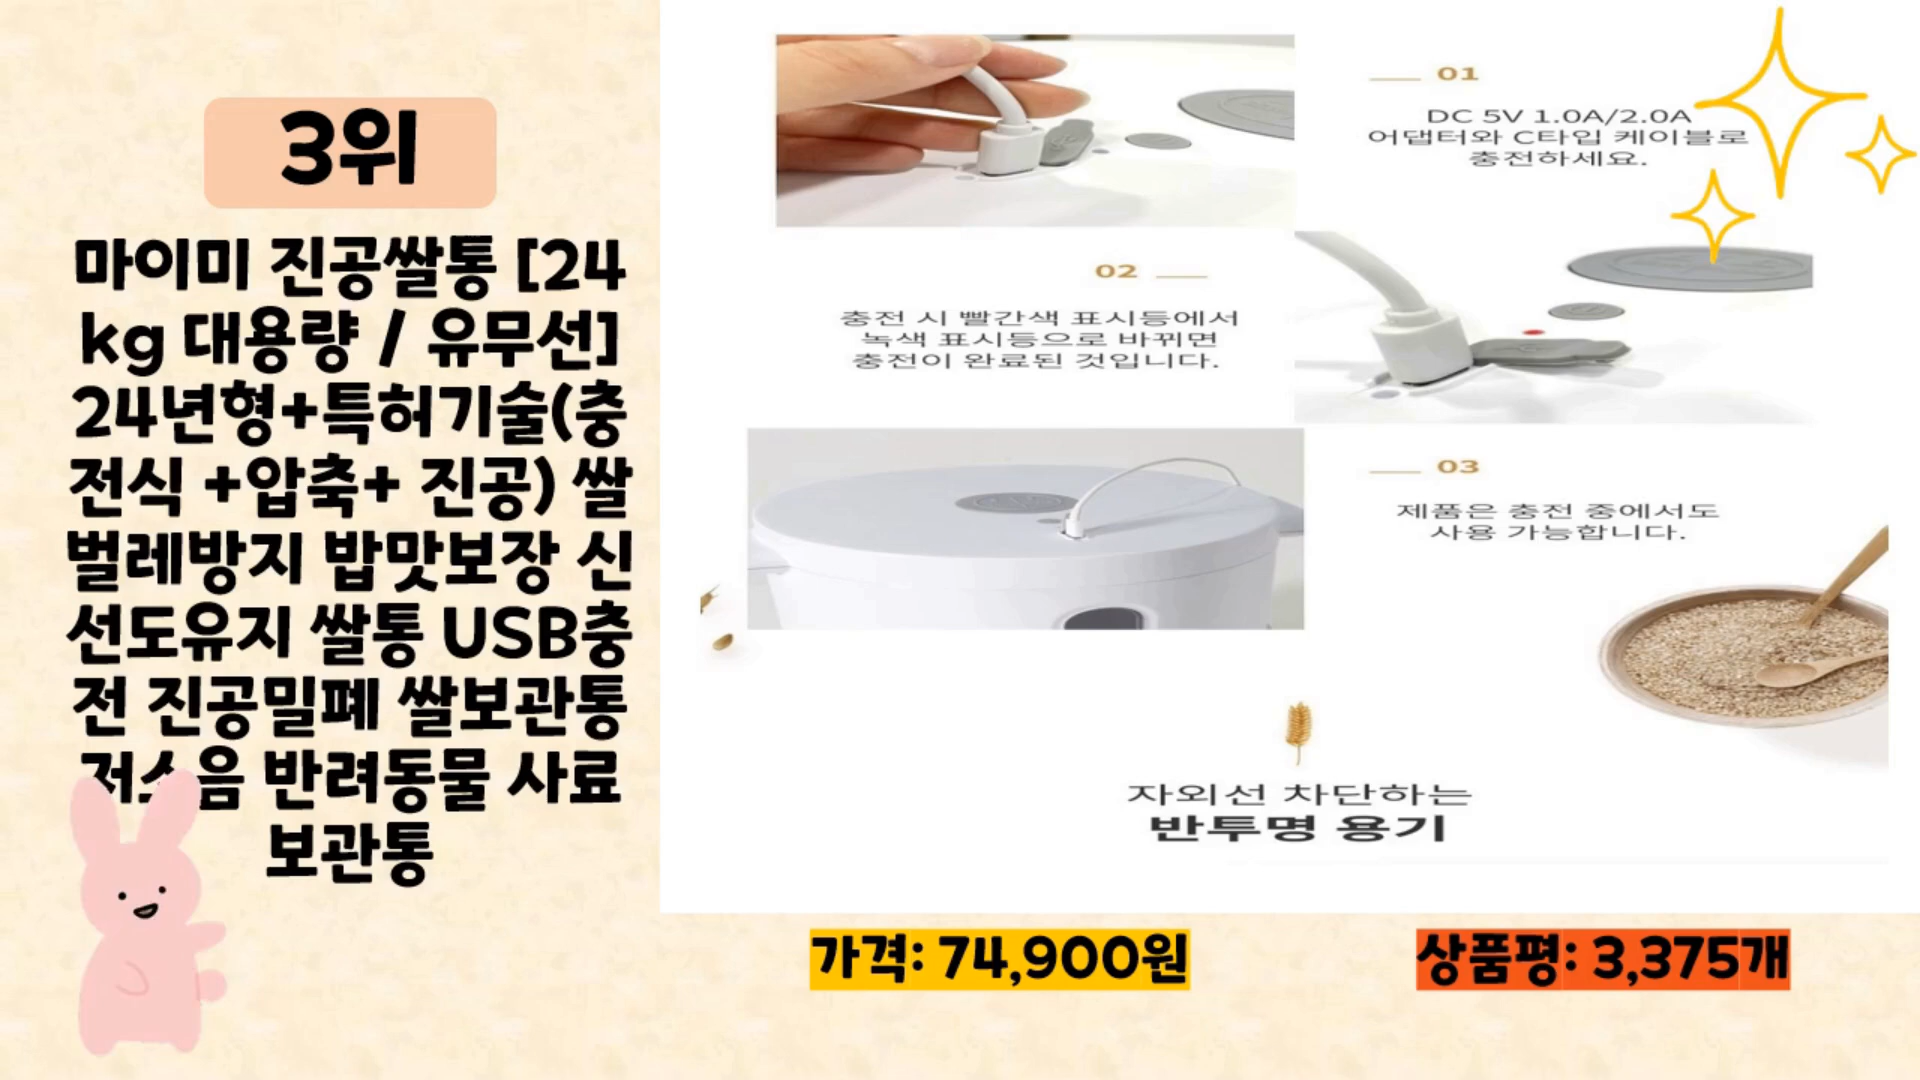 3위
마이미 진공쌀통 [24
kg 대용량 / 유무선]
24년형+특허기술(충
전식 +압축+ 진공) 쌀
벌레방지 밥맛보장 신
선도유지 쌀통 USB충
전 진공밀폐 쌀보관통
저소음 반려동물 사료
보관통
01
DC 5V 1.0A/2.0A
어댑터와 C타입 케이블로
충전하세요.
02
충전 시 빨간색 표시등에서
녹색 표시등으로 바뀌면
충전이 완료된 것입니다.
03
제품은 충전 중에서도
사용 가능합니다.
자외선 차단하는
반투명 용기
가격: 74,900원
상품평: 3,375개